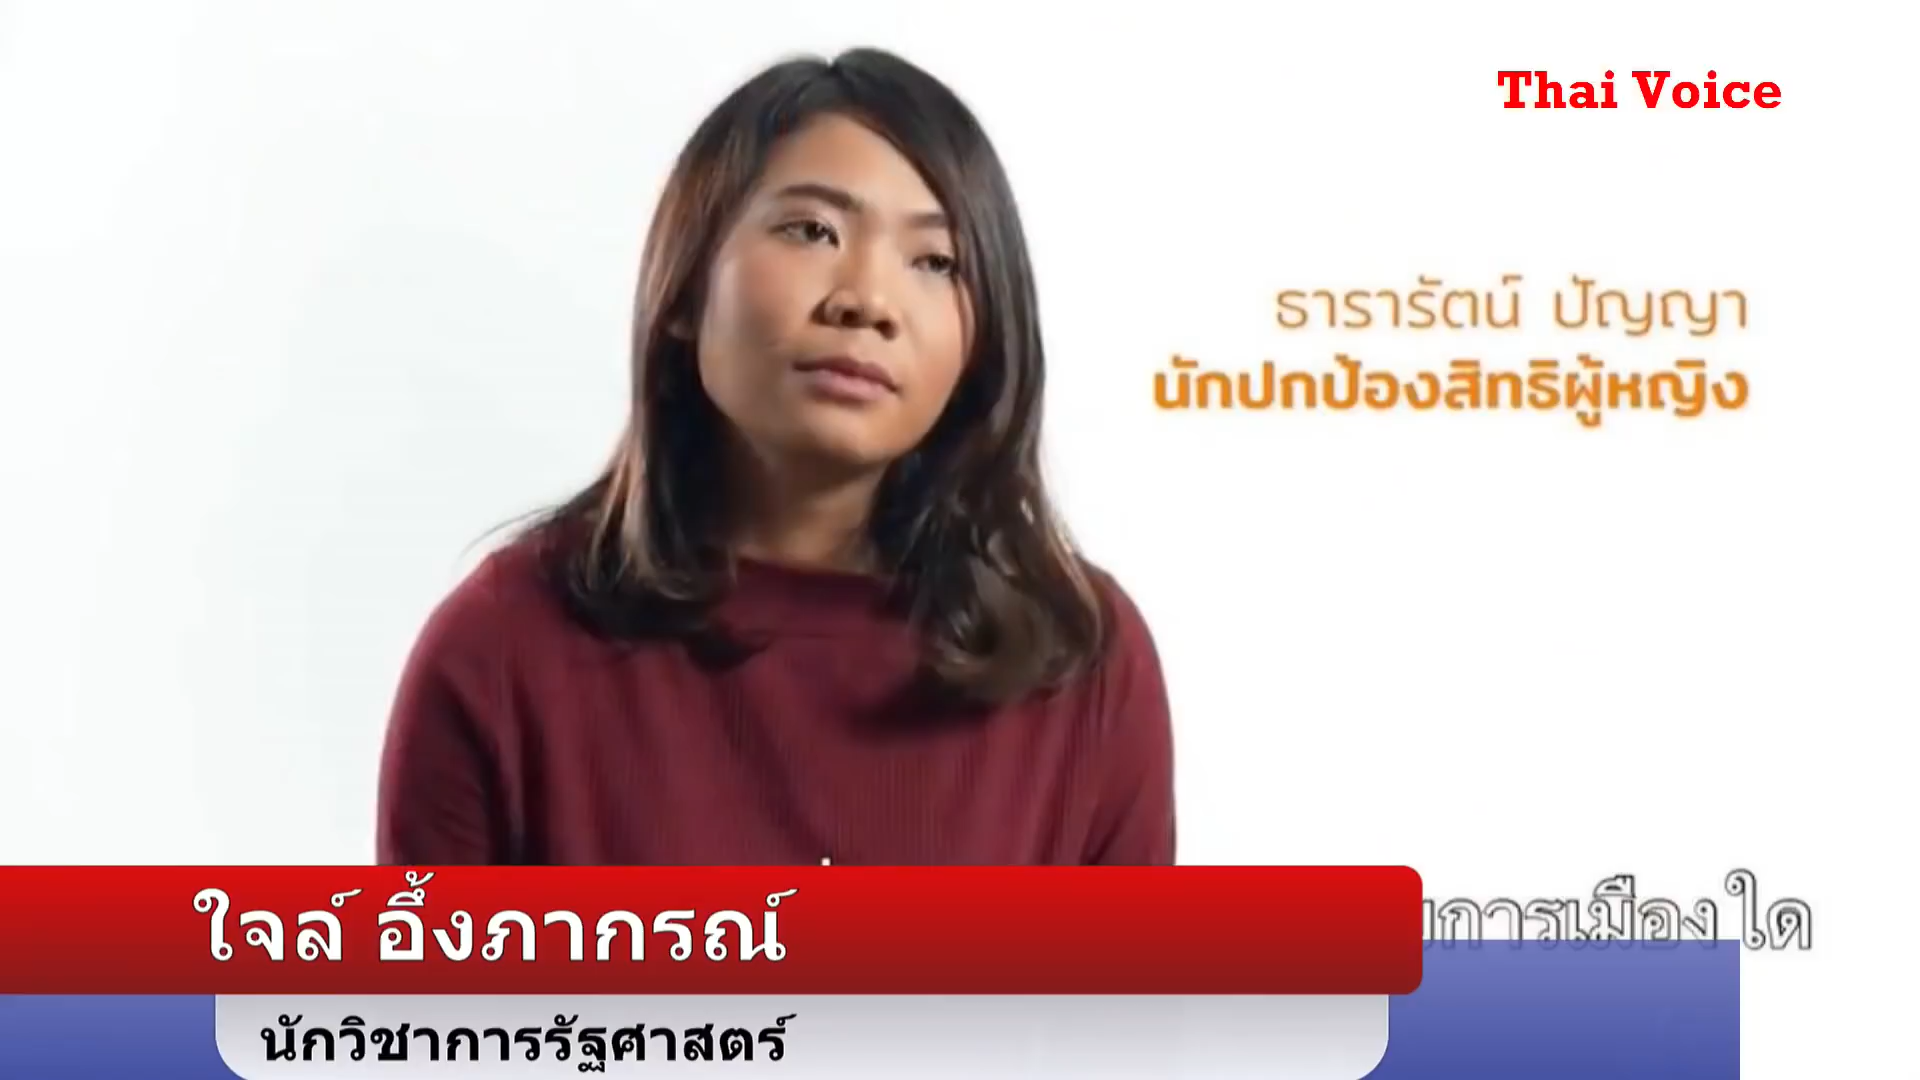 Thai Voice
ธารารัตน์ ปัญญา
นักปกป้องสิทธิผู้หญิง
การเมืองใด
ใจล์ อึ้งภากรณ์
นักวิชาการรัฐศาสตร์